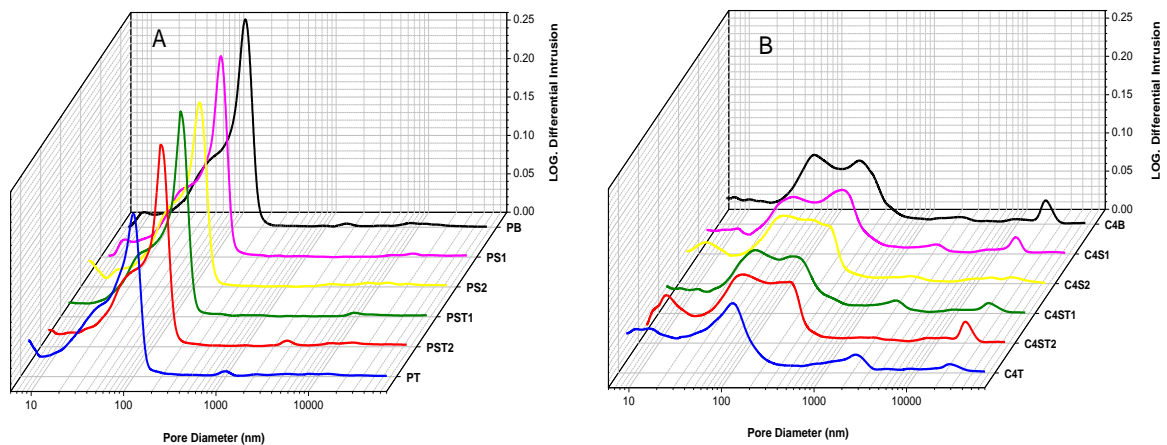 A
0.25
0.20
0.15
0.10
0.05
0.00
LOG. Differential Intrusion
PB
PS1
PS2
PST1
PST2
PT
10
100
1000
10000
Pore Diameter (nm)
B
0.25
0.20
0.15
0.10
0.05
0.00
LOG. Differential Intrusion
C4B
C4S1
C4S2
C4ST1
C4ST2
C4T
10
100
1000
10000
Pore Diameter (nm)